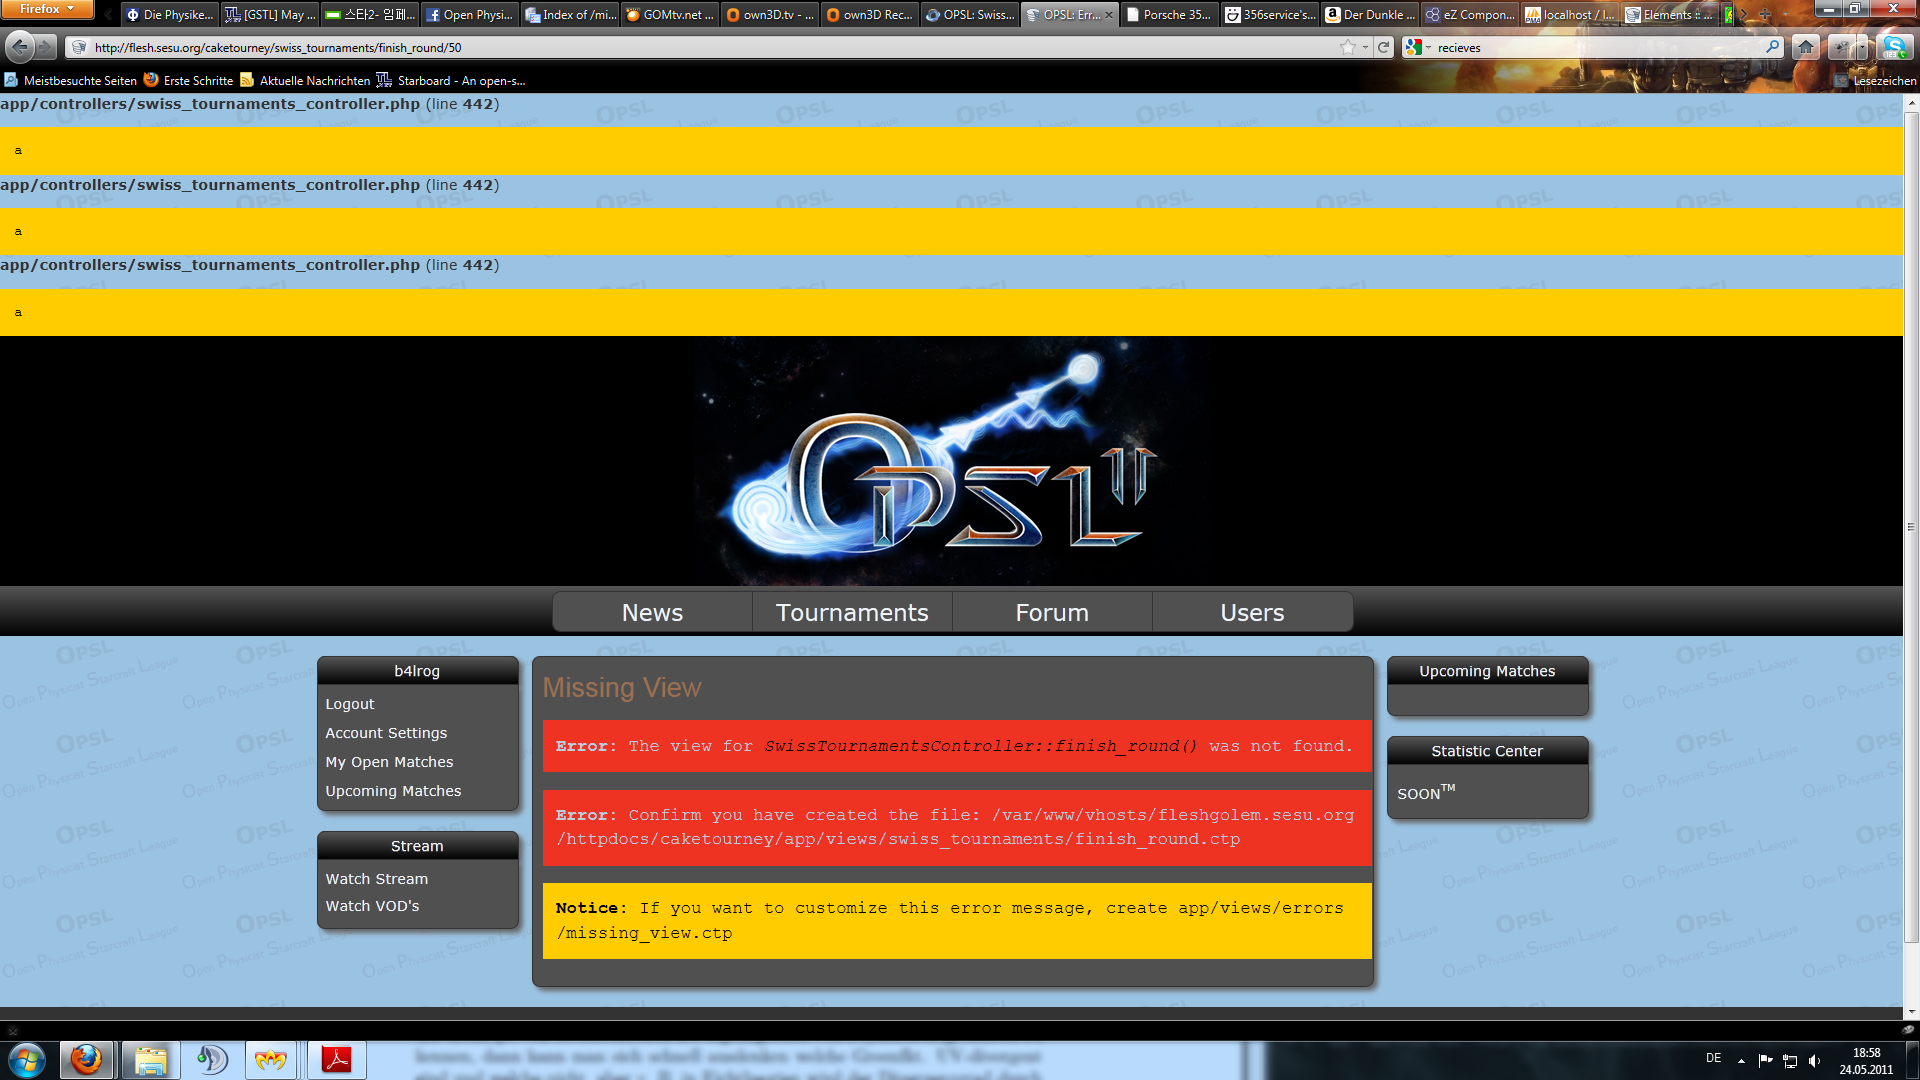 Firefox
Die Physike...
[GSTL] May ...
스타2- 임페...
Open Physi...
Index of /mi...
GOMtv.net ...
own3D.tv - ...
own3D Rec...
OPSL: Swiss...
OPSL: Err...
Porsche 35...
356service's...
Der Dunkle ...
eZ Compon...
localhost / l...
Elements :: ...
http://flesh.sesu.org/caketourney/swiss_tournaments/finish_round/50
recieves
Meistbesuchte Seiten
Erste Schritte
Aktuelle Nachrichten
Starboard - An open-s...
Lesezeichen
app/controllers/swiss_tournaments_controller.php (line 442)
a
app/controllers/swiss_tournaments_controller.php (line 442)
a
app/controllers/swiss_tournaments_controller.php (line 442)
a
OPSL II
News
Tournaments
Forum
Users
b4lrog
Logout
Account Settings
My Open Matches
Upcoming Matches
Stream
Watch Stream
Watch VOD's
Missing View
Error: The view for SwissTournamentsController::finish_round() was not found.
Error: Confirm you have created the file: /var/www/vhosts/fleshgolem.sesu.org
/httpdocs/caketourney/app/views/swiss_tournaments/finish_round.ctp
Notice: If you want to customize this error message, create app/views/errors
/missing_view.ctp
Upcoming Matches
Statistic Center
SOON™
OPSL
Open Physicist Starcraft League
DE
18:58
24.05.2011